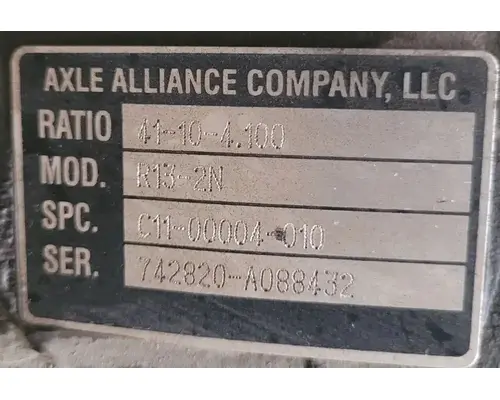 AXLE ALLIANCE COMPANY, LLC
RATIO 41-10-4.100
MOD. R13-2N
SPC. C11-00004-010
SER. 742820-A088432